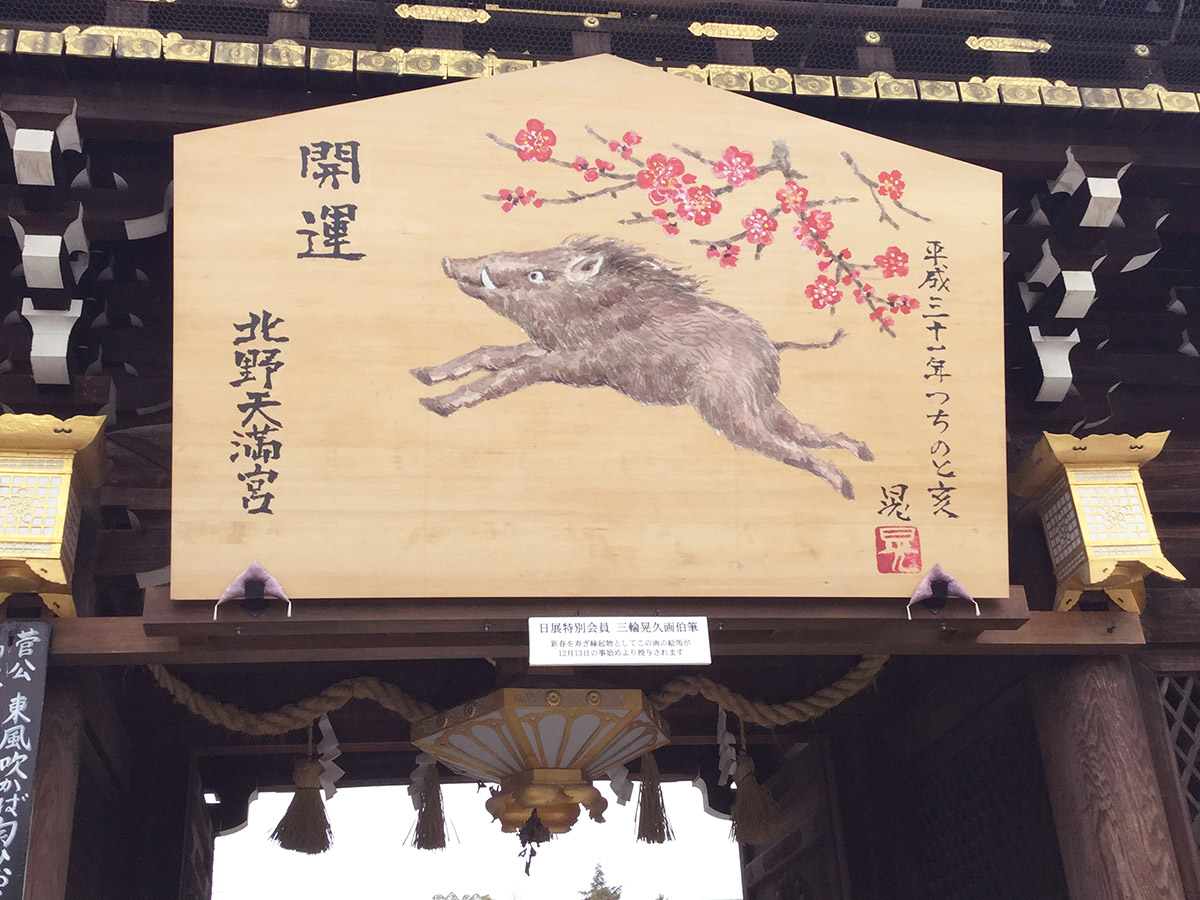 開運
北野天満宮
平成三十一年つちのと亥
晃
晃
日展特別会員 三輪晃久画伯筆
新春を寿ぎ縁起物としてこの画の絵馬が
12月13日の事始めより授与されます
菅公
東風吹かば匂ひお